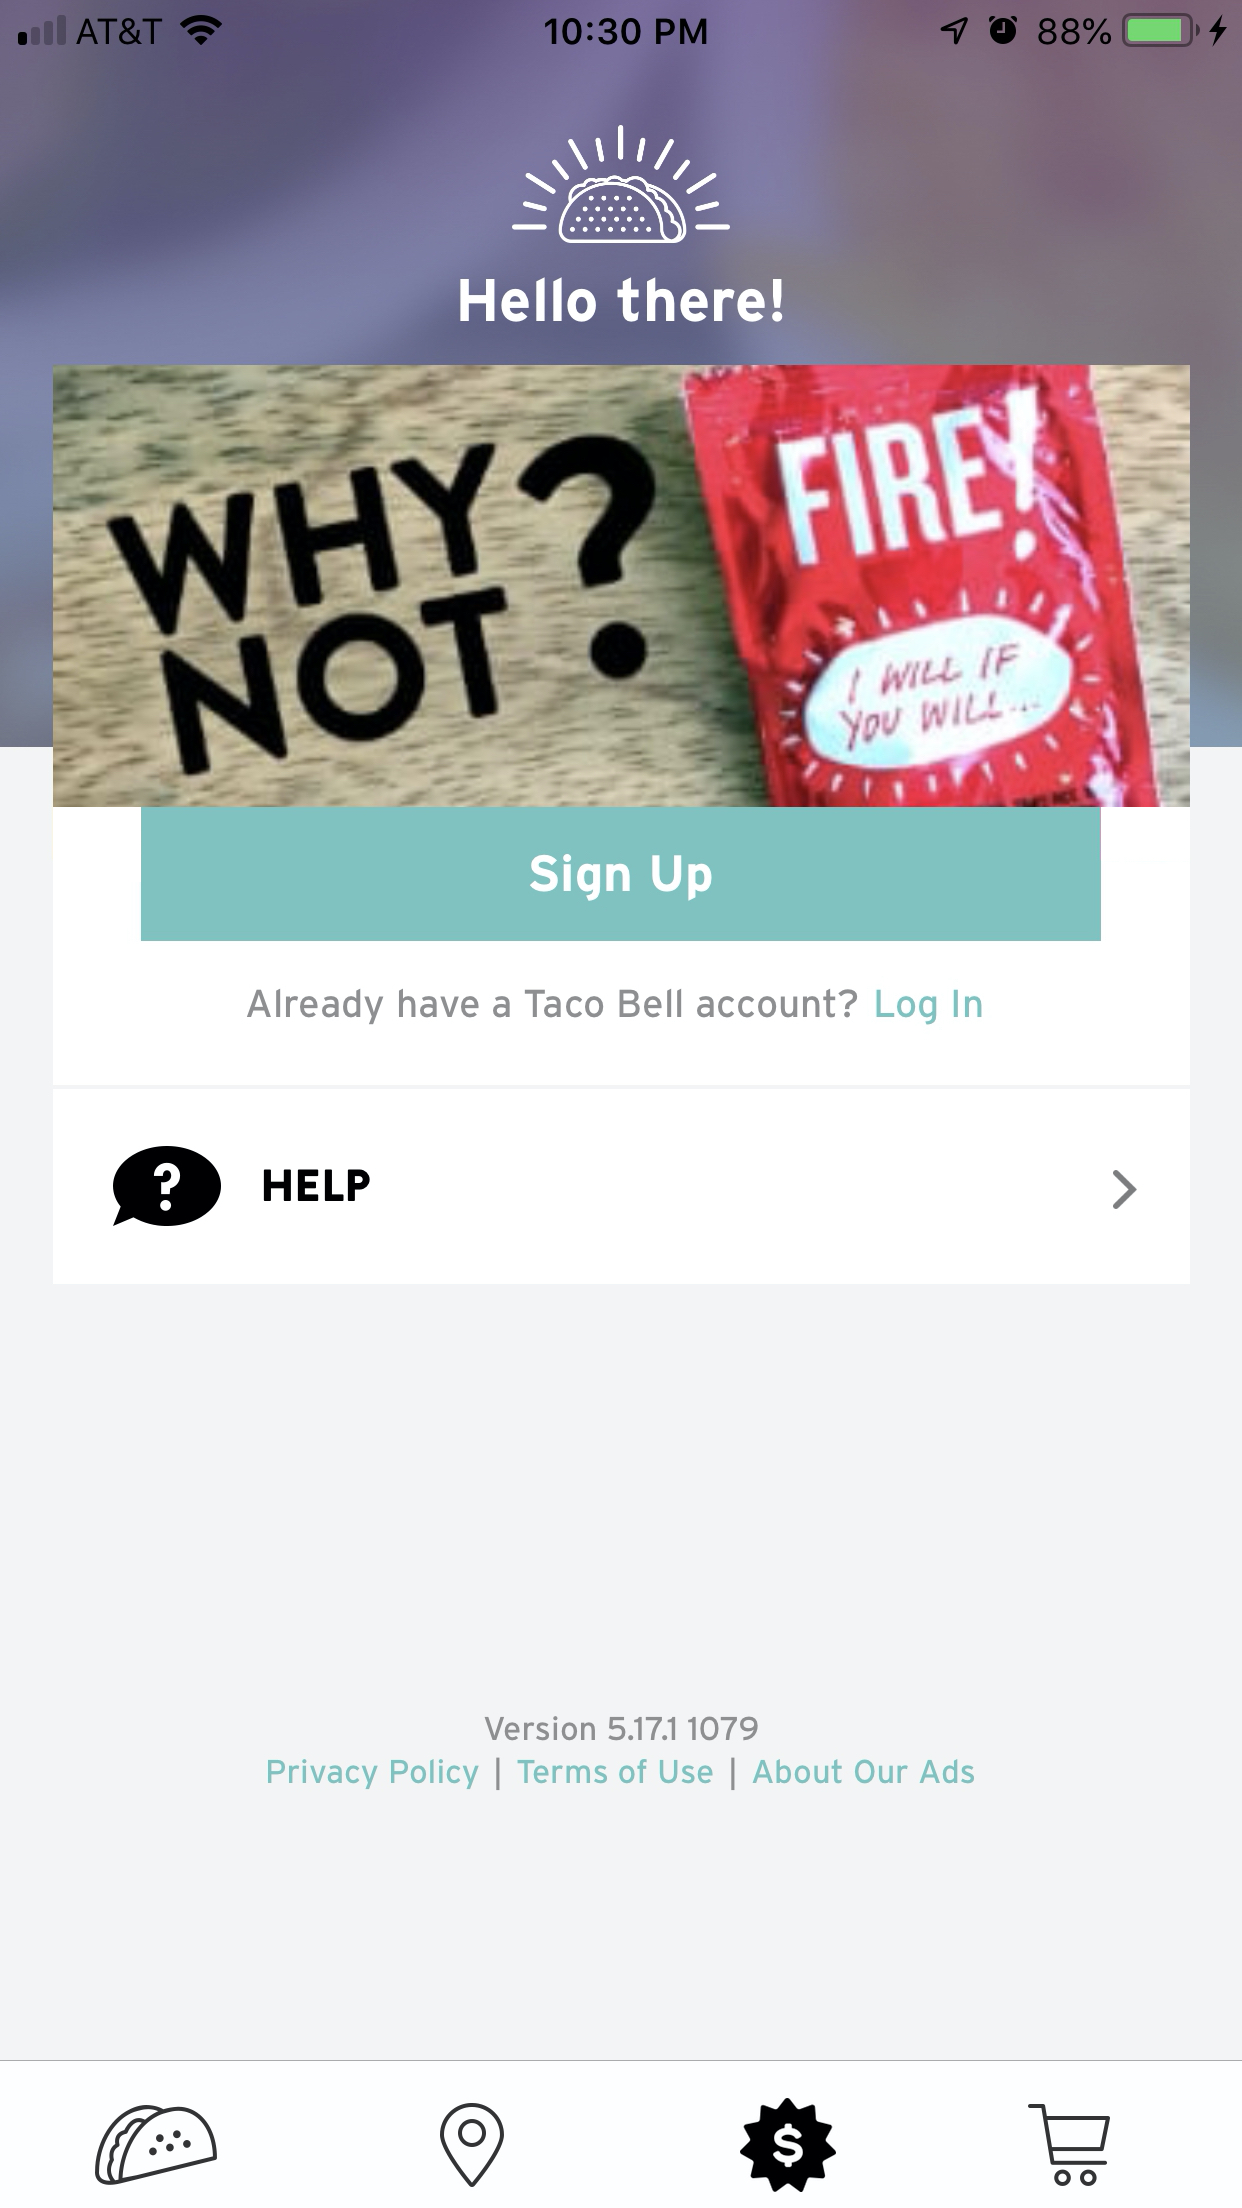 AT&T 10:30 PM 88%
Hello there!
WHY
NOT?
FIRE!
I WILL IF
YOU WILL...
Sign Up
Already have a Taco Bell account? Log In
? HELP
Version 5.17.1 1079
Privacy Policy | Terms of Use | About Our Ads
$